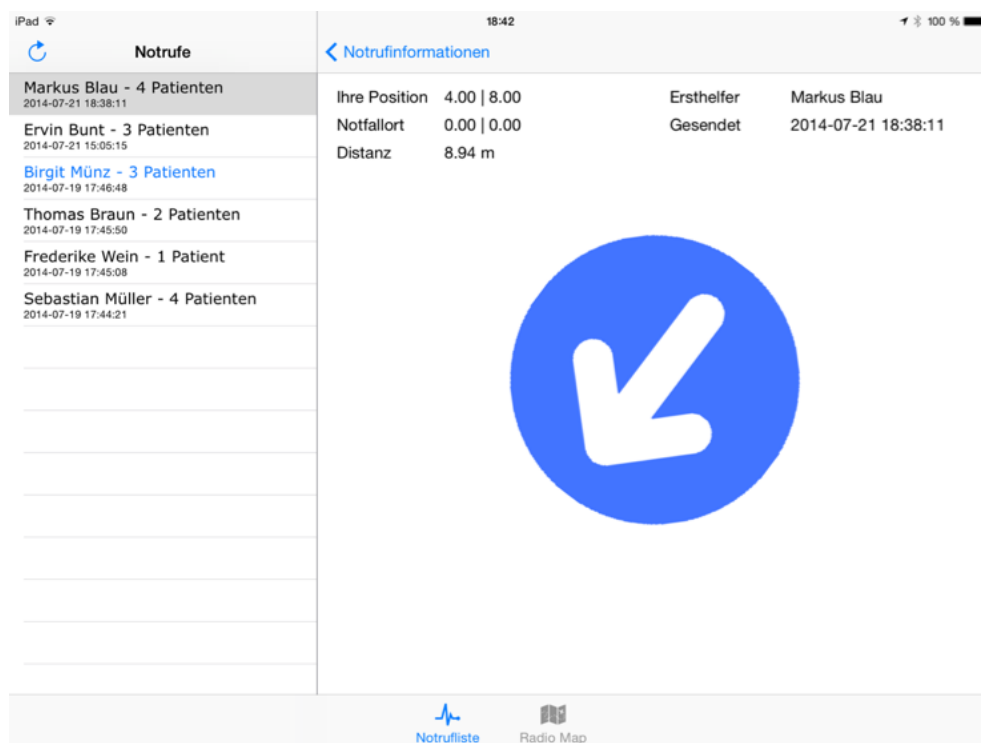 iPad 18:42 100 %
Notrufe
Notrufinformationen
Markus Blau - 4 Patienten
2014-07-21 18:38:11
Ervin Bunt - 3 Patienten
2014-07-21 15:05:15
Birgit Münz - 3 Patienten
2014-07-19 17:46:48
Thomas Braun - 2 Patienten
2014-07-19 17:45:50
Frederike Wein - 1 Patient
2014-07-19 17:45:08
Sebastian Müller - 4 Patienten
2014-07-19 17:44:21
Ihre Position 4.00 | 8.00 Ersthelfer Markus Blau
Notfallort 0.00 | 0.00 Gesendet 2014-07-21 18:38:11
Distanz 8.94 m
Notrufliste Radio Map